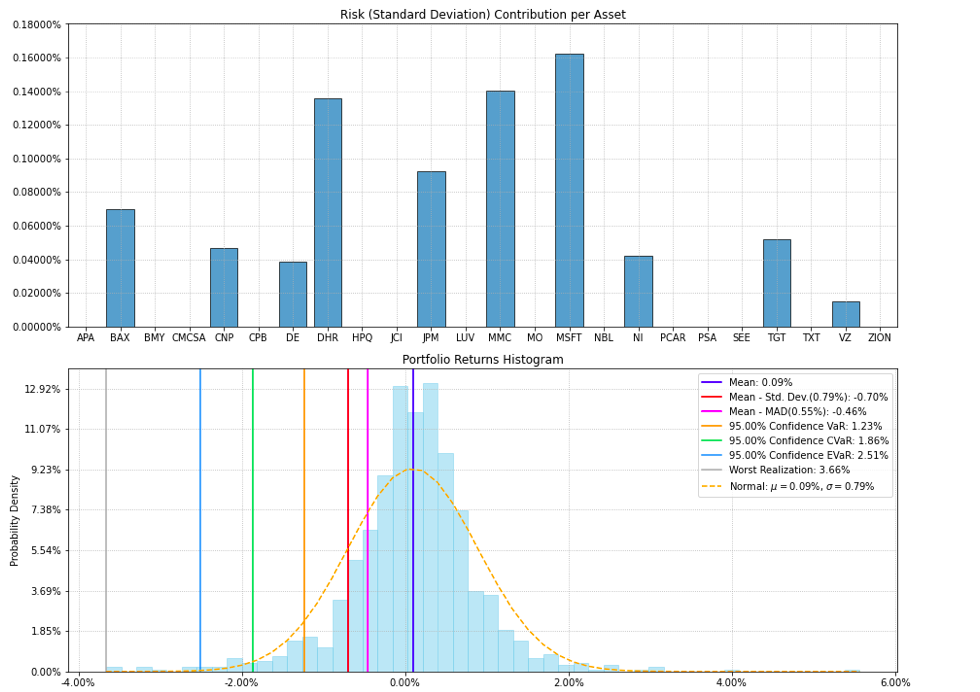 Risk (Standard Deviation) Contribution per Asset
0.18000%
0.16000%
0.14000%
0.12000%
0.10000%
0.08000%
0.06000%
0.04000%
0.02000%
0.00000%
APA BAX BMY CMCSA CNP CPB DE DHR HPQ JCI JPM LUV MMC MO MSFT NBL NI PCAR PSA SEE TGT TXT VZ ZION
Portfolio Returns Histogram
Probability Density
12.92%
11.07%
9.23%
7.38%
5.54%
3.69%
1.85%
0.00%
-4.00% -2.00% 0.00% 2.00% 4.00% 6.00%
Mean: 0.09%
Mean - Std. Dev.(0.79%): -0.70%
Mean - MAD(0.55%): -0.46%
95.00% Confidence VaR: 1.23%
95.00% Confidence CVaR: 1.86%
95.00% Confidence EVaR: 2.51%
Worst Realization: 3.66%
Normal: μ = 0.09%, σ = 0.79%